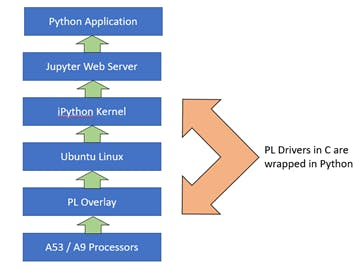 Python Application
Jupyter Web Server
iPython Kernel
Ubuntu Linux
PL Overlay
A53 / A9 Processors
PL Drivers in C are
wrapped in Python